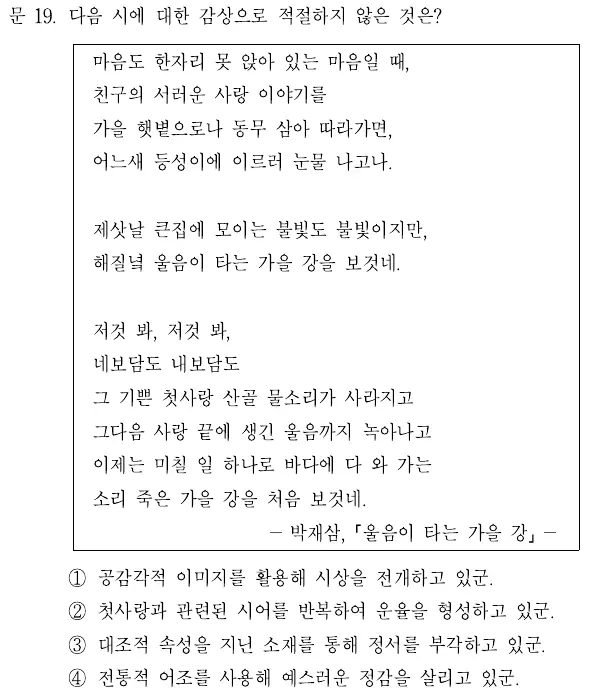 문 19. 다음 시에 대한 감상으로 적절하지 않은 것은?
마음도 한자리 못 앉아 있는 마음일 때,
친구의 서러운 사랑 이야기를
가을 햇볕으로나 동무 삼아 따라가면,
어느새 등성이에 이르러 눈물 나고나.
제삿날 큰집에 모이는 불빛도 불빛이지만,
해질녘 울음이 타는 가을 강을 보것네.
저것 봐, 저것 봐,
네보담도 내보담도
그 기쁜 첫사랑 산골 물소리가 사라지고
그다음 사랑 끝에 생긴 울음까지 녹아나고
이제는 미칠 일 하나로 바다에 다 와 가는
소리 죽은 가을 강을 처음 보것네.
- 박재삼, 「울음이 타는 가을 강」 -
① 공감각적 이미지를 활용해 시상을 전개하고 있군.
② 첫사랑과 관련된 시어를 반복하여 운율을 형성하고 있군.
③ 대조적 속성을 지닌 소재를 통해 정서를 부각하고 있군.
④ 전통적 어조를 사용해 예스러운 정감을 살리고 있군.